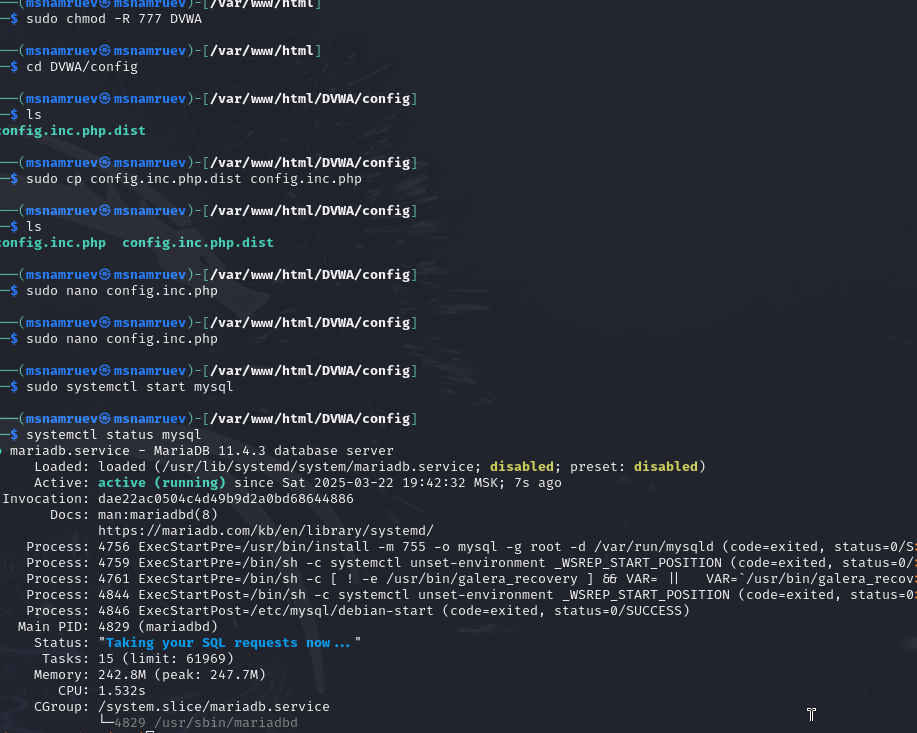 ──(msnamruev㉿msnamruev)-[/var/www/html]
─$ sudo chmod -R 777 DVWA
──(msnamruev㉿msnamruev)-[/var/www/html]
─$ cd DVWA/config
──(msnamruev㉿msnamruev)-[/var/www/html/DVWA/config]
─$ ls
config.inc.php.dist
──(msnamruev㉿msnamruev)-[/var/www/html/DVWA/config]
─$ sudo cp config.inc.php.dist config.inc.php
──(msnamruev㉿msnamruev)-[/var/www/html/DVWA/config]
─$ ls
config.inc.php  config.inc.php.dist
──(msnamruev㉿msnamruev)-[/var/www/html/DVWA/config]
─$ sudo nano config.inc.php
──(msnamruev㉿msnamruev)-[/var/www/html/DVWA/config]
─$ sudo nano config.inc.php
──(msnamruev㉿msnamruev)-[/var/www/html/DVWA/config]
─$ sudo systemctl start mysql
──(msnamruev㉿msnamruev)-[/var/www/html/DVWA/config]
─$ systemctl status mysql
● mariadb.service - MariaDB 11.4.3 database server
Loaded: loaded (/usr/lib/systemd/system/mariadb.service; disabled; preset: disabled)
Active: active (running) since Sat 2025-03-22 19:42:32 MSK; 7s ago
Invocation: dae22ac0504c4d49b9d2a0bd68644886
Docs: man:mariadbd(8)
https://mariadb.com/kb/en/library/systemd/
Process: 4756 ExecStartPre=/usr/bin/install -m 755 -o mysql -g root -d /var/run/mysqld (code=exited, status=0/S>
Process: 4759 ExecStartPre=/bin/sh -c systemctl unset-environment _WSREP_START_POSITION (code=exited, status=0/>
Process: 4761 ExecStartPre=/bin/sh -c [ ! -e /usr/bin/galera_recovery ] && VAR= ||   VAR=`/usr/bin/galera_recov>
Process: 4844 ExecStartPost=/bin/sh -c systemctl unset-environment _WSREP_START_POSITION (code=exited, status=0>
Process: 4846 ExecStartPost=/etc/mysql/debian-start (code=exited, status=0/SUCCESS)
Main PID: 4829 (mariadbd)
Status: "Taking your SQL requests now..."
Tasks: 15 (limit: 61969)
Memory: 242.8M (peak: 247.7M)
CPU: 1.532s
CGroup: /system.slice/mariadb.service
└─4829 /usr/sbin/mariadbd